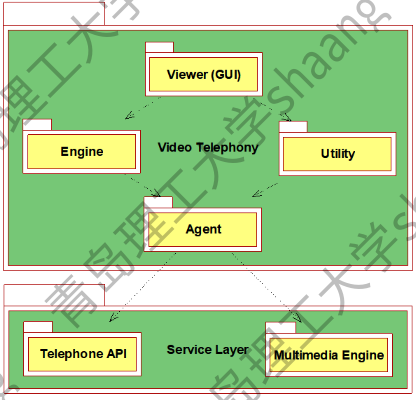 Viewer (GUI)
Engine
Video Telephony
Utility
Agent
Telephone API
Service Layer
Multimedia Engine
青岛理工大学shaang
青岛理工大学sha